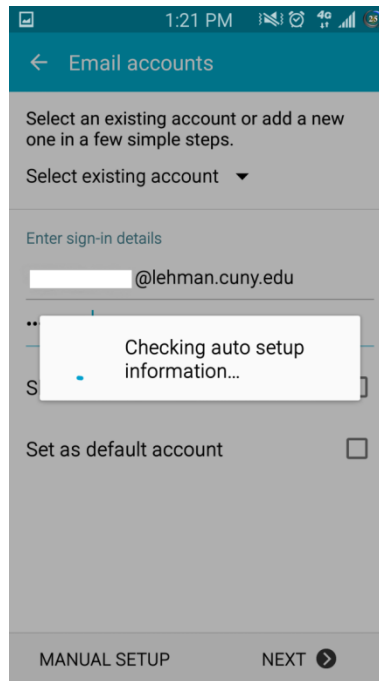 1:21 PM 4G 25
Email accounts
Select an existing account or add a new
one in a few simple steps.
Select existing account
Enter sign-in details
@lehman.cuny.edu
Checking auto setup
information...
S
Set as default account
MANUAL SETUP NEXT